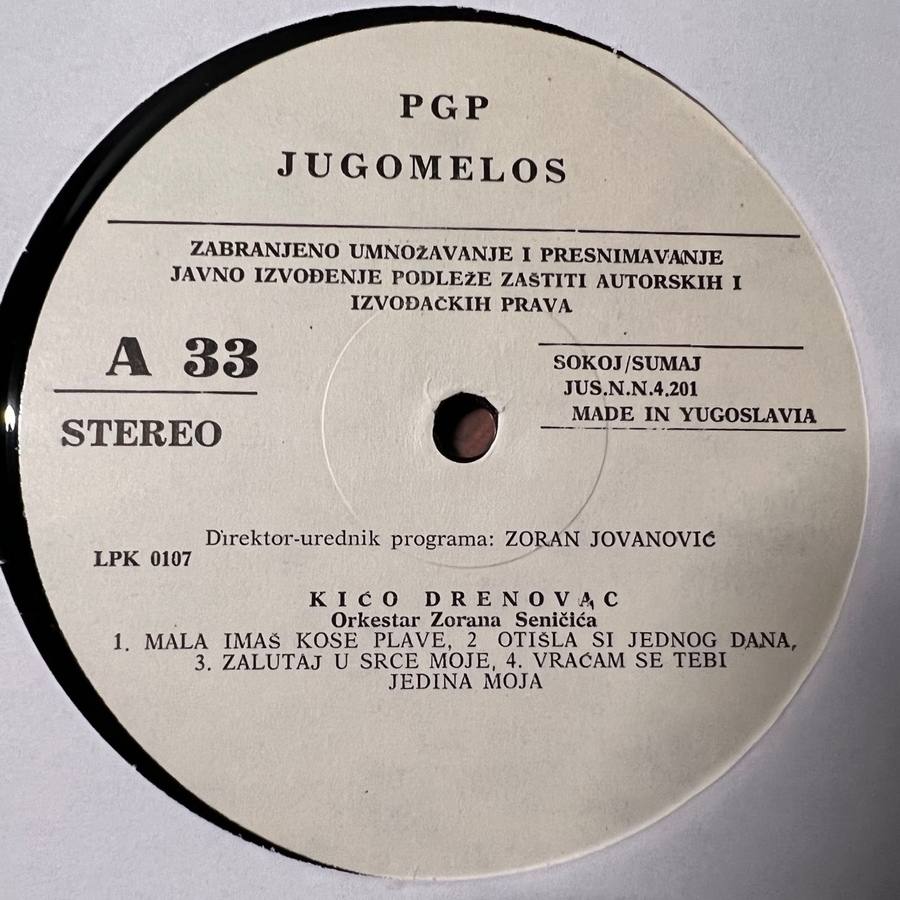 PGP
JUGOMELOS
ZABRANJENO UMNOŽAVANJE I PRESNIMAVANJE
JAVNO IZVOĐENJE PODLEŽE ZAŠTITI AUTORSKIH I
IZVOĐAČKIH PRAVA
A 33
STEREO
SOKOJ/SUMAJ
JUS.N.N.4.201
MADE IN YUGOSLAVIA
Direktor-urednik programa: ZORAN JOVANOVIĆ
LPK 0107
KIĆO DRENOVAC
Orkestar Zorana Seničića
1. MALA IMAŠ KOSE PLAVE, 2 OTIŠLA SI JEDNOG DANA,
3. ZALUTAJ U SRCE MOJE, 4. VRAĆAM SE TEBI
JEDINA MOJA